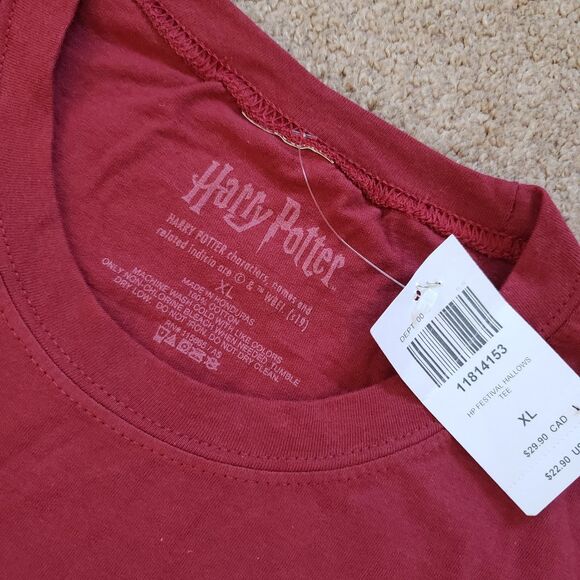 Harry Potter
HARRY POTTER characters, names and
related indicia are © & ™ WBEI. (s19)
XL
MADE IN HONDURAS
100% COTTON
MACHINE WASH COLD WITH LIKE COLORS
ONLY NON-CHLORINE BLEACH WHEN NEEDED TUMBLE
DRY LOW. DO NOT IRON. DO NOT DRY CLEAN.
DEPT: 00
11814153
HP FESTIVAL HALLOWS
TEE
XL
$29.90 CAD
$22.90 U